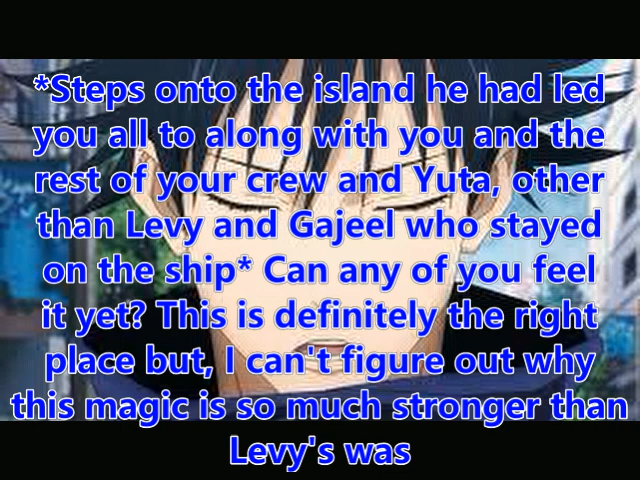 *Steps onto the island he had led
you all to along with you and the
rest of your crew and Yuta, other
than Levy and Gajeel who stayed
on the ship* Can any of you feel
it yet? This is definitely the right
place but, I can't figure out why
this magic is so much stronger than
Levy's was